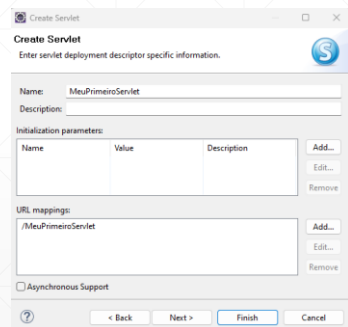 Create Servlet
Create Servlet
Enter servlet deployment descriptor specific information.
S
Name: MeuPrimeiroServlet
Description:
Initialization parameters:
Name Value Description
Add...
Edit...
Remove
URL mappings:
/MeuPrimeiroServlet
Add...
Edit...
Remove
Asynchronous Support
? < Back Next > Finish Cancel